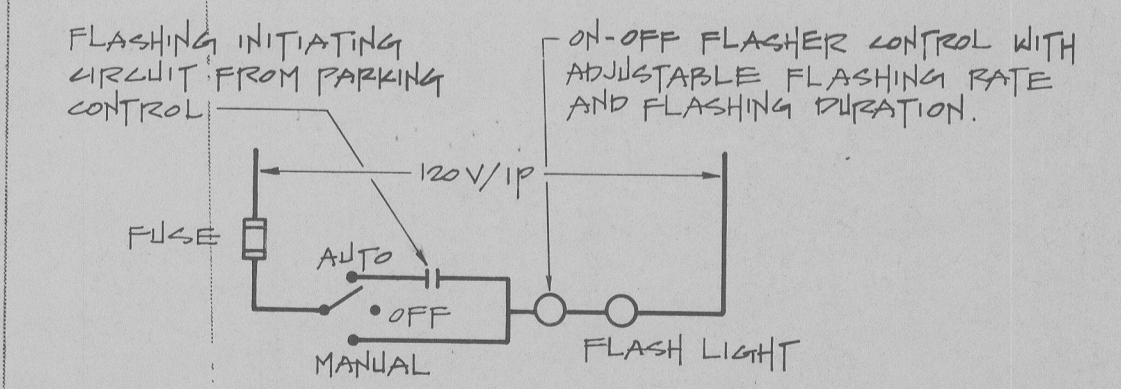 FLASHING INITIATING
CIRCUIT FROM PARKING
CONTROL
ON-OFF FLASHER CONTROL WITH
ADJUSTABLE FLASHING RATE
AND FLASHING DURATION.
120V/1P
FUSE
AUTO
OFF
MANUAL
FLASH LIGHT